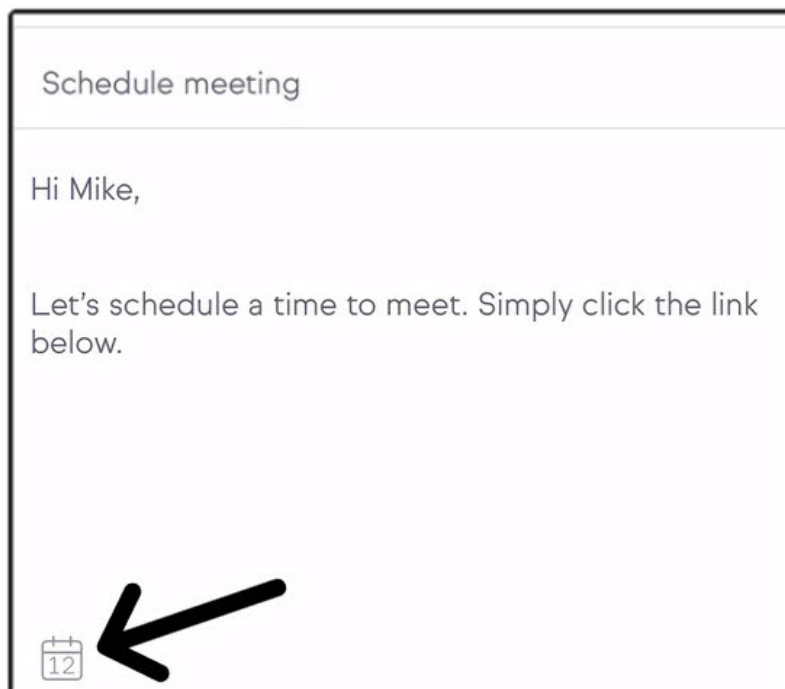 Schedule meeting
Hi Mike,
Let's schedule a time to meet. Simply click the link
below.
12